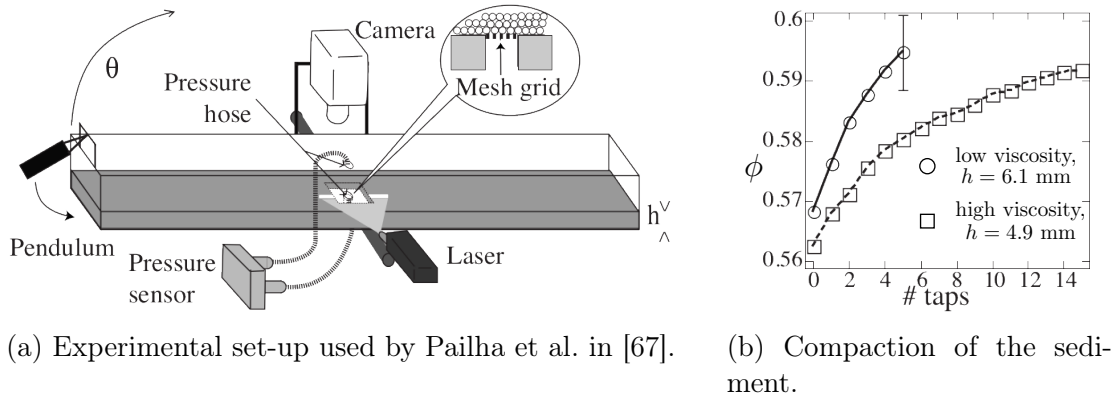 θ
Camera
Pressure
hose
Mesh grid
Pendulum
Pressure
sensor
Laser
h
(a) Experimental set-up used by Pailha et al. in [67].
0.6
0.59
0.58
0.57
0.56
ϕ
0 2 4 6 8 10 12 14
# taps
low viscosity,
h = 6.1 mm
high viscosity,
h = 4.9 mm
(b) Compaction of the sedi-
ment.